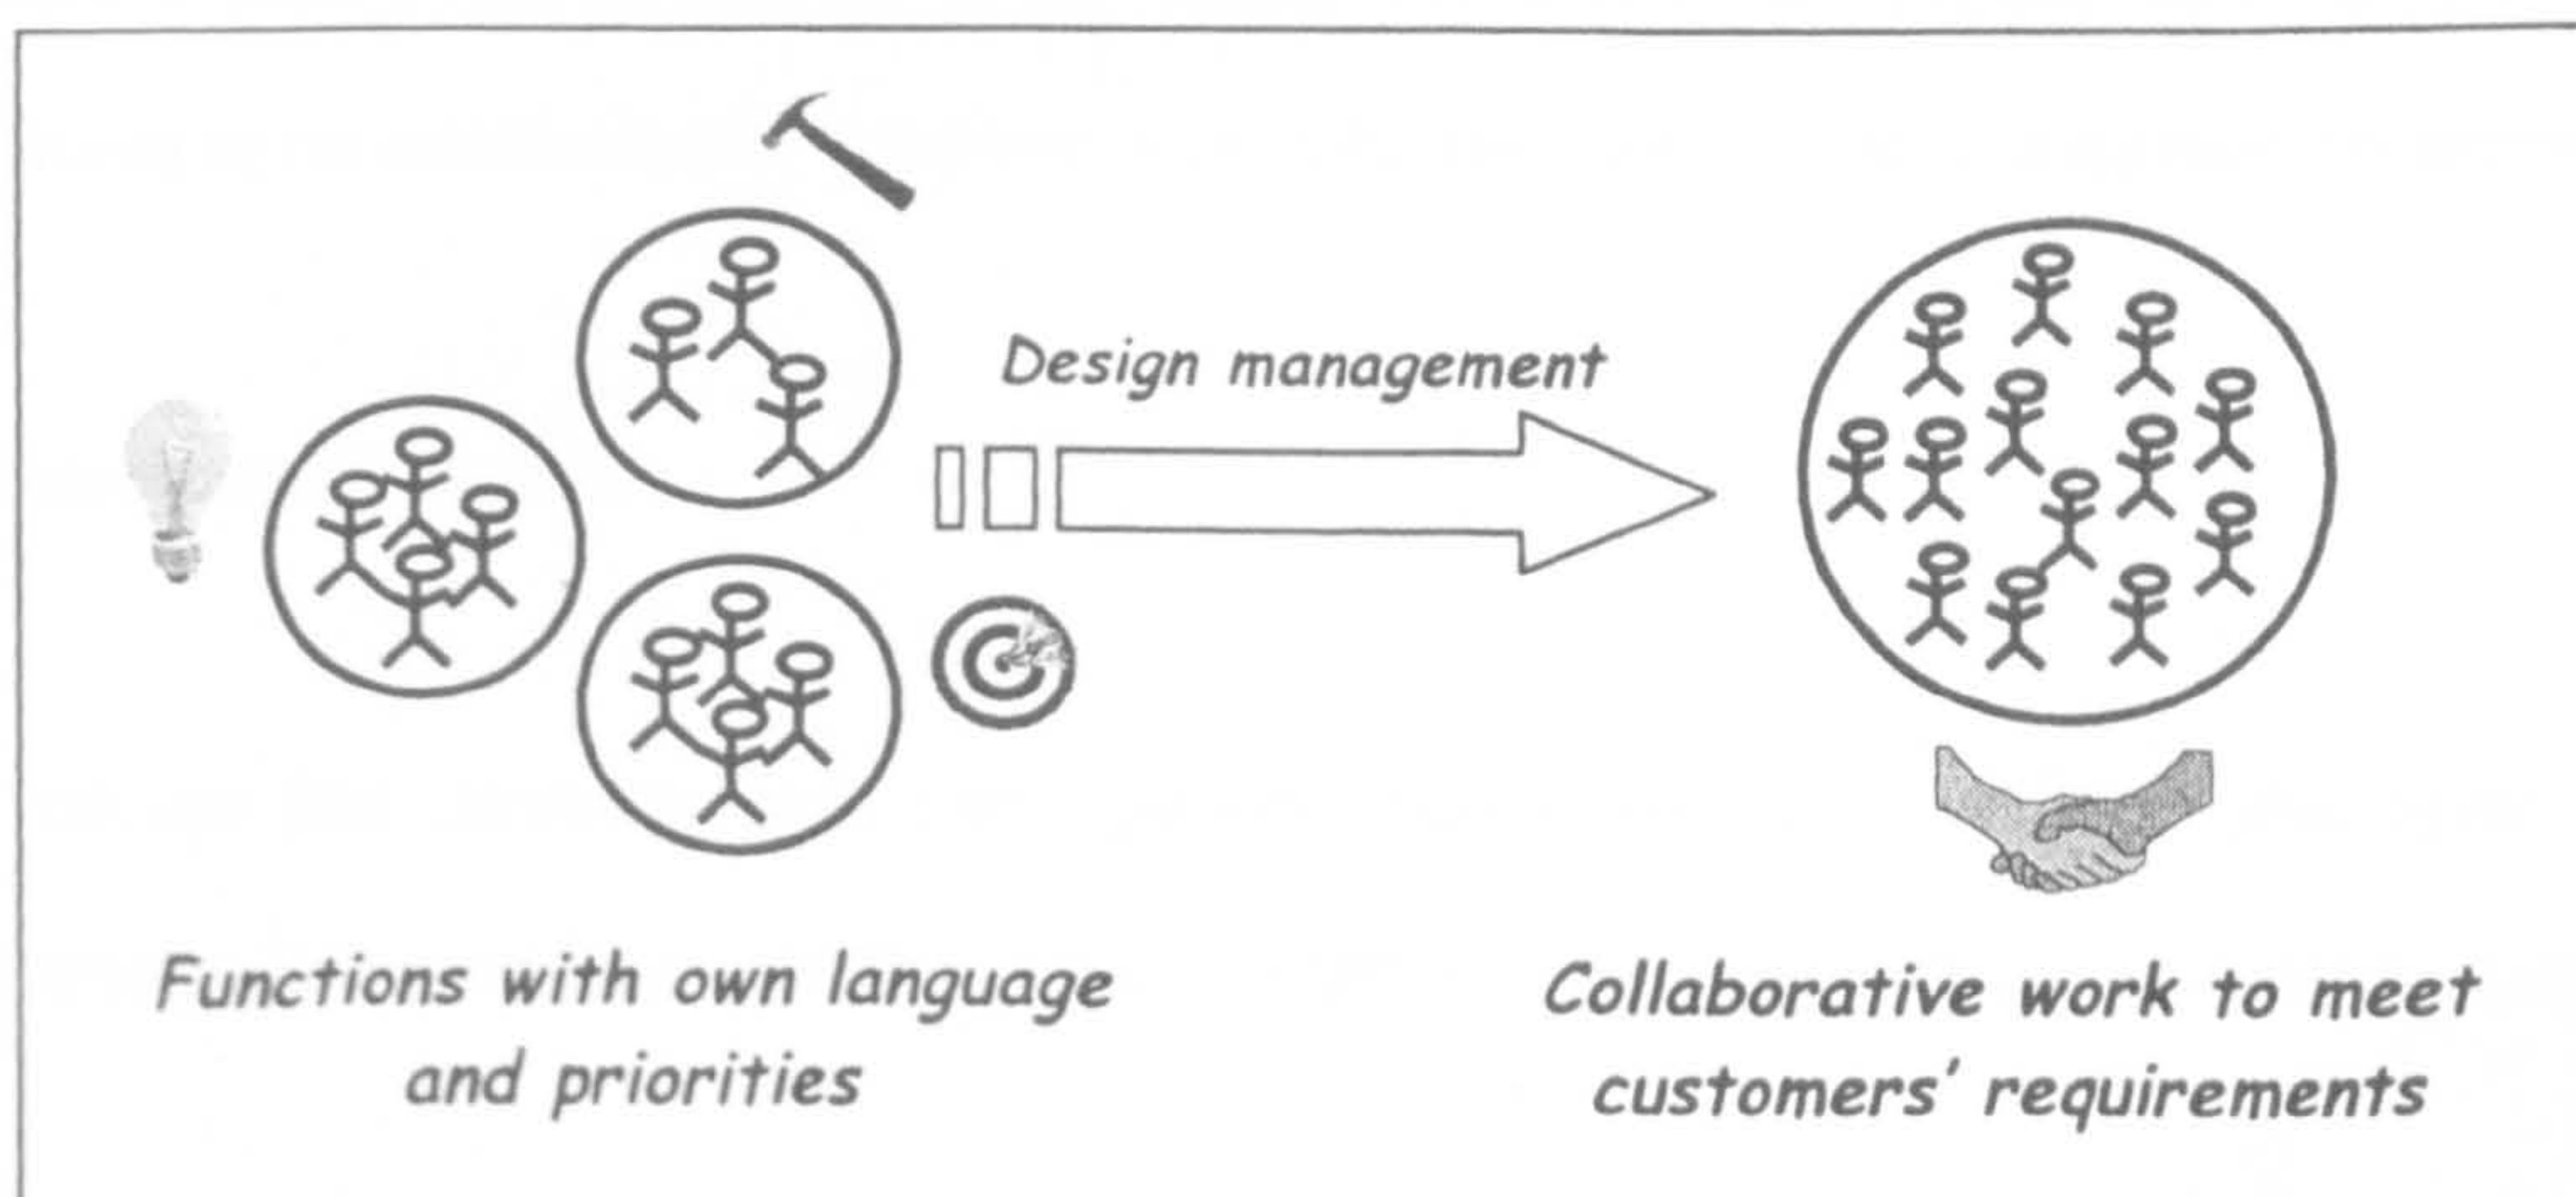 Design management
Functions with own language
and priorities
Collaborative work to meet
customers' requirements